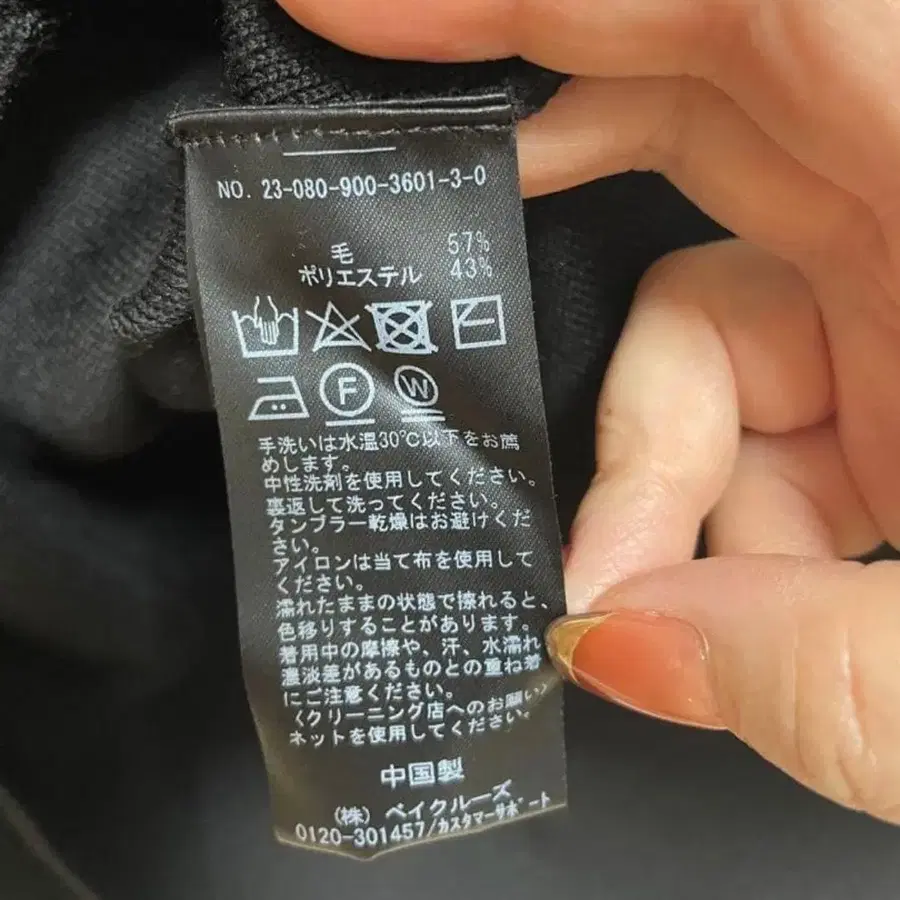 NO. 23-080-900-3601-3-0
毛 57%
ポリエステル 43%
F W
手洗いは水温30℃以下をお薦
めします。
中性洗剤を使用してください。
裏返して洗ってください。
タンブラー乾燥はお避けくだ
さい。
アイロンは当て布を使用して
ください。
濡れたままの状態で擦れると、
色移りすることがあります。
着用中の摩擦や、汗、水濡れ
濃淡差があるものとの重ね着
にご注意ください。
〈クリーニング店へのお願い〉
ネットを使用してください。
中国製
(株) ベイクルーズ
0120-301457/カスタマーサポート